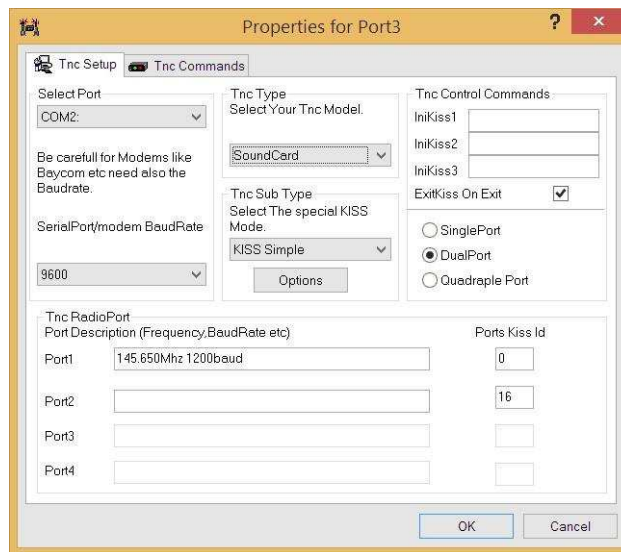 Properties for Port3
?
×
Tnc Setup
Tnc Commands
Select Port
COM2:
Be carefull for Modems like
Baycom etc need also the
Baudrate.
SerialPort/modem BaudRate
9600
Tnc Type
Select Your Tnc Model.
SoundCard
Tnc Sub Type
Select The special KISS
Mode.
KISS Simple
Options
Tnc Control Commands
IniKiss1
IniKiss2
IniKiss3
ExitKiss On Exit
SinglePort
DualPort
Quadraple Port
Tnc RadioPort
Port Description (Frequency,BaudRate etc)
Ports Kiss Id
Port1
145.650Mhz 1200baud
0
Port2
16
Port3
Port4
OK
Cancel